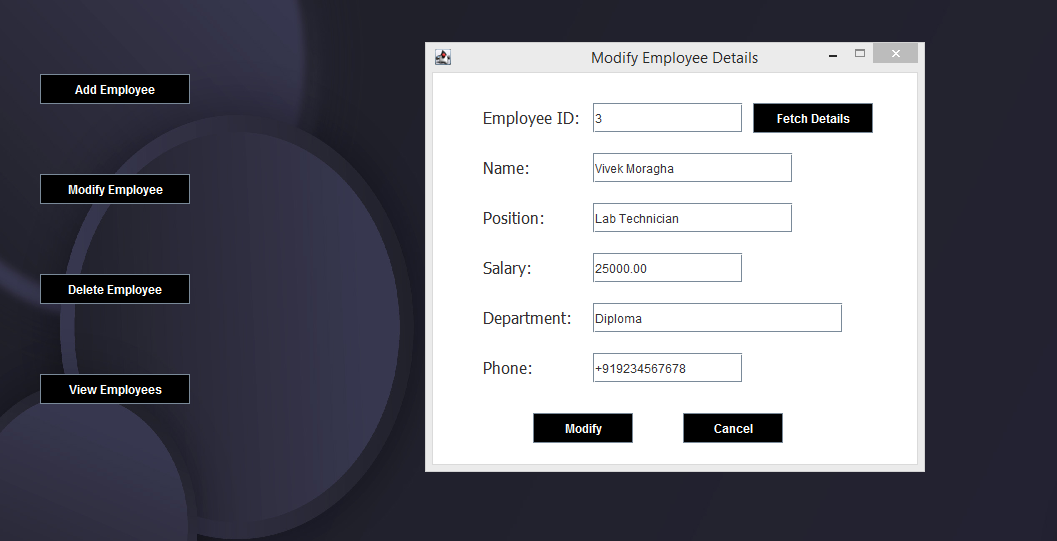 Add Employee
Modify Employee
Delete Employee
View Employees
Modify Employee Details
Employee ID: 3 Fetch Details
Name: Vivek Moragha
Position: Lab Technician
Salary: 25000.00
Department: Diploma
Phone: +919234567678
Modify Cancel